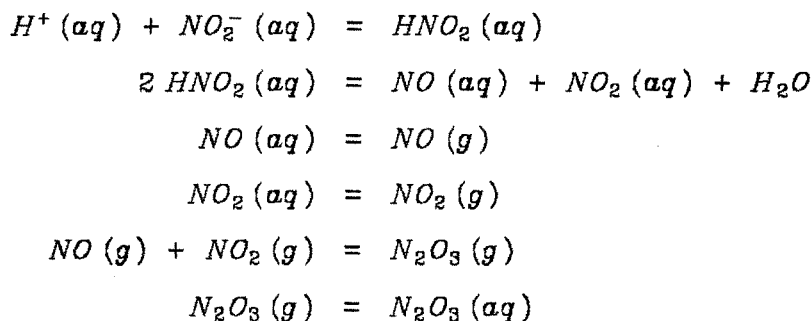 H⁺ (aq) + NO₂⁻ (aq) = HNO₂ (aq)
2 HNO₂ (aq) = NO (aq) + NO₂ (aq) + H₂O
NO (aq) = NO (g)
NO₂ (aq) = NO₂ (g)
NO (g) + NO₂ (g) = N₂O₃ (g)
N₂O₃ (g) = N₂O₃ (aq)